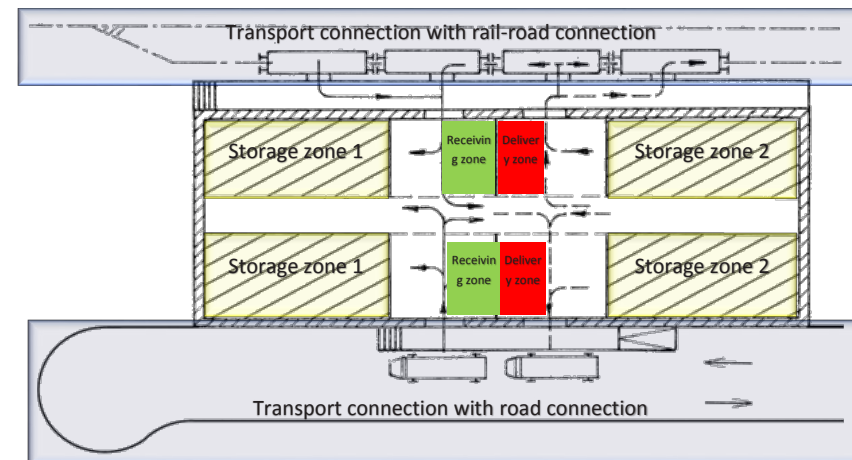 Transport connection with rail-road connection
Storage zone 1
Receivin
g zone
Deliver
y zone
Storage zone 2
Storage zone 1
Receivin
g zone
Deliver
y zone
Storage zone 2
Transport connection with road connection